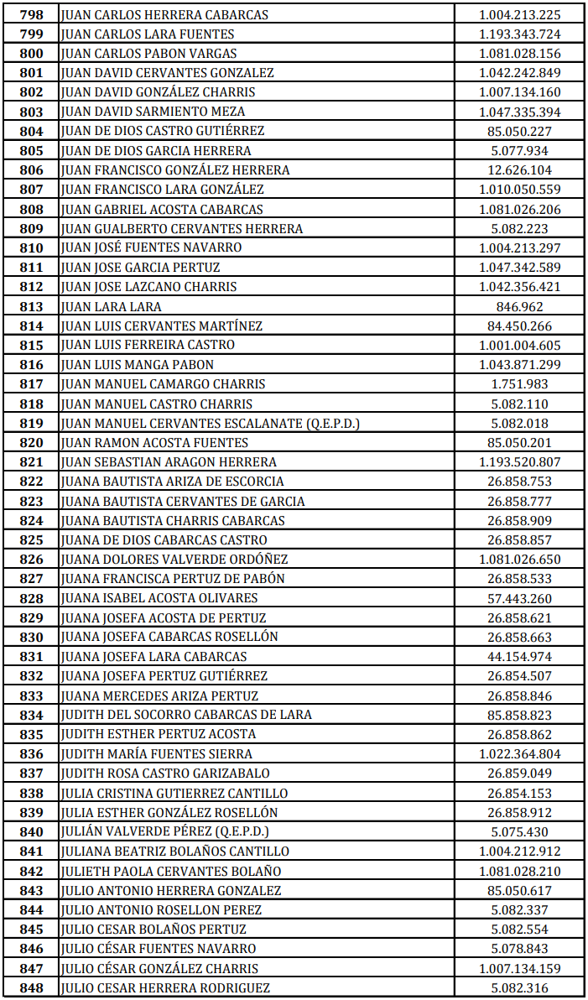 798 JUAN CARLOS HERRERA CABARCAS 1.004.213.225
799 JUAN CARLOS LARA FUENTES 1.193.343.724
800 JUAN CARLOS PABON VARGAS 1.081.028.156
801 JUAN DAVID CERVANTES GONZALEZ 1.042.242.849
802 JUAN DAVID GONZÁLEZ CHARRIS 1.007.134.160
803 JUAN DAVID SARMIENTO MEZA 1.047.335.394
804 JUAN DE DIOS CASTRO GUTIÉRREZ 85.050.227
805 JUAN DE DIOS GARCIA HERRERA 5.077.934
806 JUAN FRANCISCO GONZÁLEZ HERRERA 12.626.104
807 JUAN FRANCISCO LARA GONZÁLEZ 1.010.050.559
808 JUAN GABRIEL ACOSTA CABARCAS 1.081.026.206
809 JUAN GUALBERTO CERVANTES HERRERA 5.082.223
810 JUAN JOSÉ FUENTES NAVARRO 1.004.213.297
811 JUAN JOSE GARCIA PERTUZ 1.047.342.589
812 JUAN JOSE LAZCANO CHARRIS 1.042.356.421
813 JUAN LARA LARA 846.962
814 JUAN LUIS CERVANTES MARTÍNEZ 84.450.266
815 JUAN LUIS FERREIRA CASTRO 1.001.004.605
816 JUAN LUIS MANGA PABON 1.043.871.299
817 JUAN MANUEL CAMARGO CHARRIS 1.751.983
818 JUAN MANUEL CASTRO CHARRIS 5.082.110
819 JUAN MANUEL CERVANTES ESCALANATE (Q.E.P.D.) 5.082.018
820 JUAN RAMON ACOSTA FUENTES 85.050.201
821 JUAN SEBASTIAN ARAGON HERRERA 1.193.520.807
822 JUANA BAUTISTA ARIZA DE ESCORCIA 26.858.753
823 JUANA BAUTISTA CERVANTES DE GARCIA 26.858.777
824 JUANA BAUTISTA CHARRIS CABARCAS 26.858.909
825 JUANA DE DIOS CABARCAS CASTRO 26.858.857
826 JUANA DOLORES VALVERDE ORDÓÑEZ 1.081.026.650
827 JUANA FRANCISCA PERTUZ DE PABÓN 26.858.533
828 JUANA ISABEL ACOSTA OLIVARES 57.443.260
829 JUANA JOSEFA ACOSTA DE PERTUZ 26.858.621
830 JUANA JOSEFA CABARCAS ROSELLÓN 26.858.663
831 JUANA JOSEFA LARA CABARCAS 44.154.974
832 JUANA JOSEFA PERTUZ GUTIÉRREZ 26.854.507
833 JUANA MERCEDES ARIZA PERTUZ 26.858.846
834 JUDITH DEL SOCORRO CABARCAS DE LARA 85.858.823
835 JUDITH ESTHER PERTUZ ACOSTA 26.858.862
836 JUDITH MARÍA FUENTES SIERRA 1.022.364.804
837 JUDITH ROSA CASTRO GARIZABALO 26.859.049
838 JULIA CRISTINA GUTIERREZ CANTILLO 26.854.153
839 JULIA ESTHER GONZÁLEZ ROSELLÓN 26.858.912
840 JULIÁN VALVERDE PÉREZ (Q.E.P.D.) 5.075.430
841 JULIANA BEATRIZ BOLAÑOS CANTILLO 1.004.212.912
842 JULIETH PAOLA CERVANTES BOLAÑO 1.081.028.210
843 JULIO ANTONIO HERRERA GONZALEZ 85.050.617
844 JULIO ANTONIO ROSELLON PEREZ 5.082.337
845 JULIO CESAR BOLAÑOS PERTUZ 5.082.554
846 JULIO CÉSAR FUENTES NAVARRO 5.078.843
847 JULIO CÉSAR GONZÁLEZ CHARRIS 1.007.134.159
848 JULIO CESAR HERRERA RODRIGUEZ 5.082.316